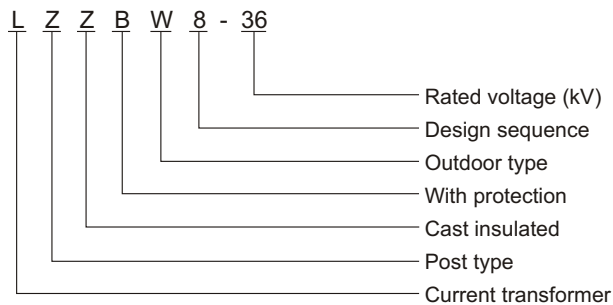 L Z Z B W 8 - 36
Rated voltage (kV)
Design sequence
Outdoor type
With protection
Cast insulated
Post type
Current transformer